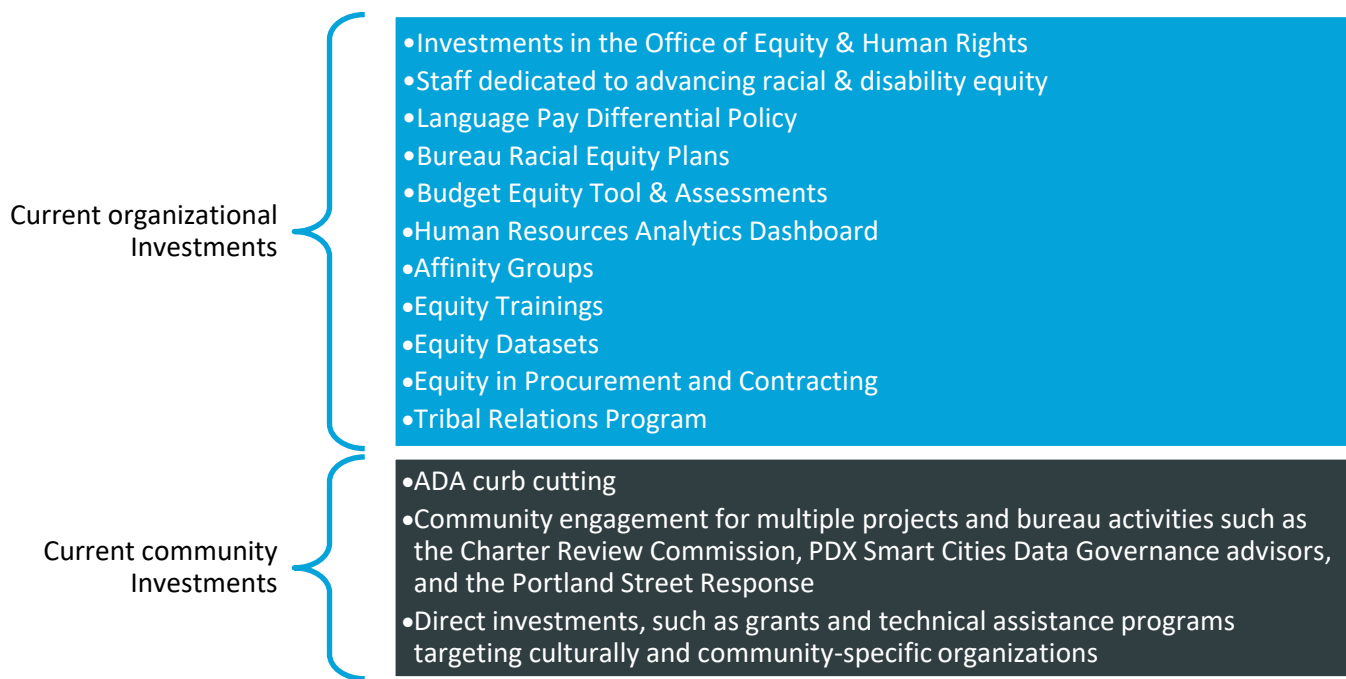 Current organizational
Investments
•Investments in the Office of Equity & Human Rights
•Staff dedicated to advancing racial & disability equity
•Language Pay Differential Policy
•Bureau Racial Equity Plans
•Budget Equity Tool & Assessments
•Human Resources Analytics Dashboard
•Affinity Groups
•Equity Trainings
•Equity Datasets
•Equity in Procurement and Contracting
•Tribal Relations Program
Current community
Investments
•ADA curb cutting
•Community engagement for multiple projects and bureau activities such as
the Charter Review Commission, PDX Smart Cities Data Governance advisors,
and the Portland Street Response
•Direct investments, such as grants and technical assistance programs
targeting culturally and community-specific organizations